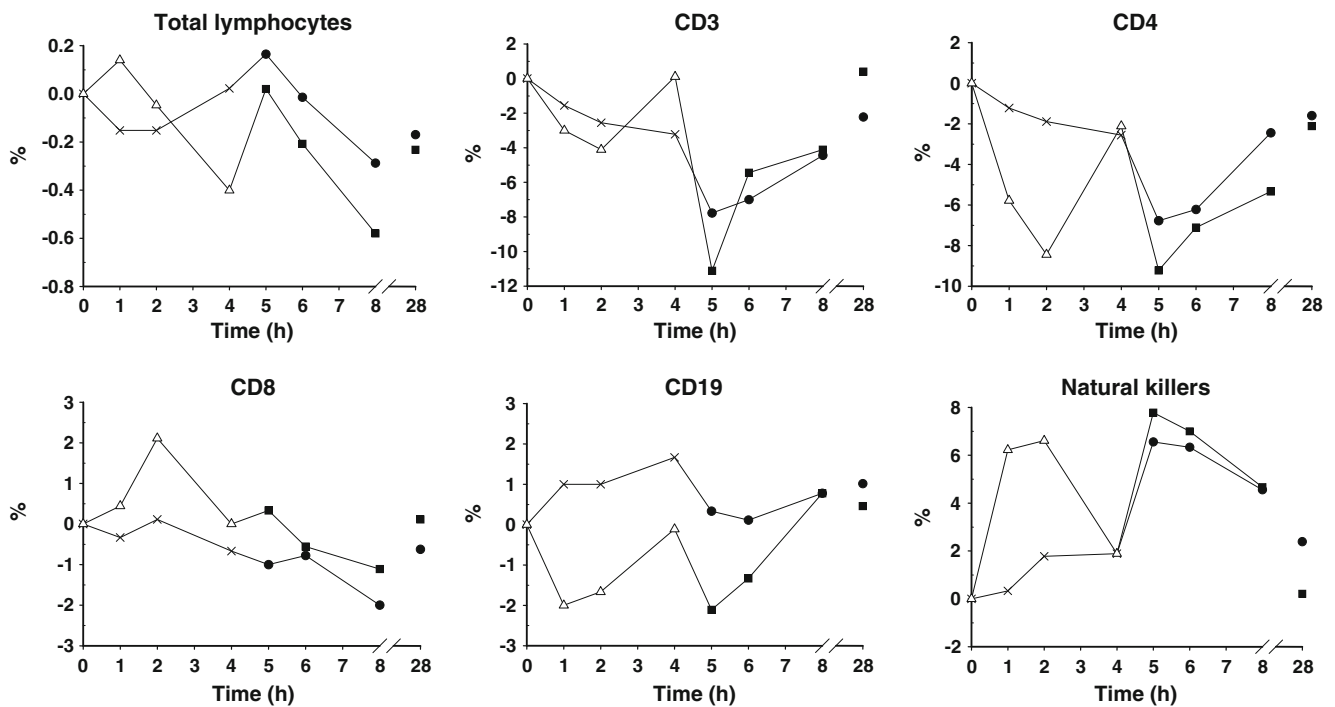 Total lymphocytes
0.2
0.0
-0.2
-0.4
-0.6
-0.8
%
0 1 2 3 4 5 6 7 8 28
Time (h)
CD3
2
0
-2
-4
-6
-8
-10
-12
%
0 1 2 3 4 5 6 7 8 28
Time (h)
CD4
2
0
-2
-4
-6
-8
-10
%
0 1 2 3 4 5 6 7 8 28
Time (h)
CD8
3
2
1
0
-1
-2
-3
%
0 1 2 3 4 5 6 7 8 28
Time (h)
CD19
3
2
1
0
-1
-2
-3
%
0 1 2 3 4 5 6 7 8 28
Time (h)
Natural killers
8
6
4
2
0
-2
%
0 1 2 3 4 5 6 7 8 28
Time (h)